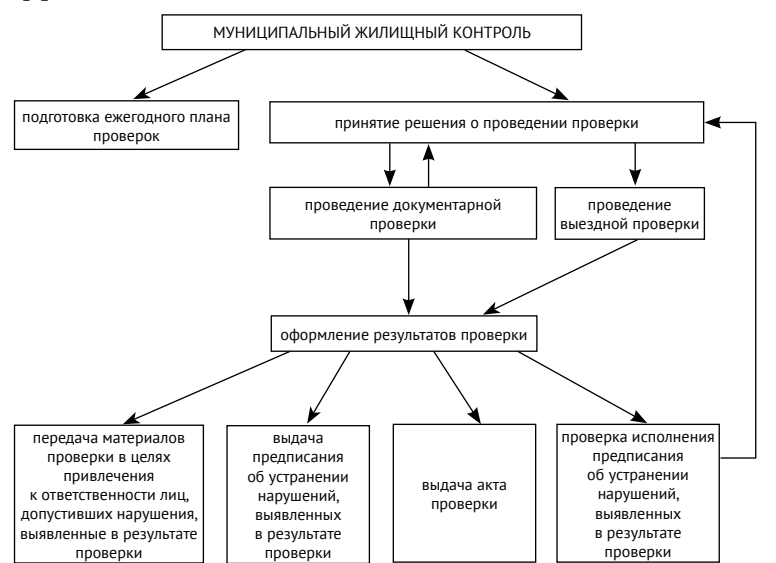 МУНИЦИПАЛЬНЫЙ ЖИЛИЩНЫЙ КОНТРОЛЬ
подготовка ежегодного плана
проверок
принятие решения о проведении проверки
проведение документарной
проверки
проведение
выездной проверки
оформление результатов проверки
передача материалов
проверки в целях
привлечения
к ответственности лиц,
допустивших нарушения,
выявленные в результате
проверки
выдача
предписания
об устранении
нарушений,
выявленных
в результате
проверки
выдача акта
проверки
проверка исполнения
предписания
об устранении
нарушений,
выявленных
в результате
проверки